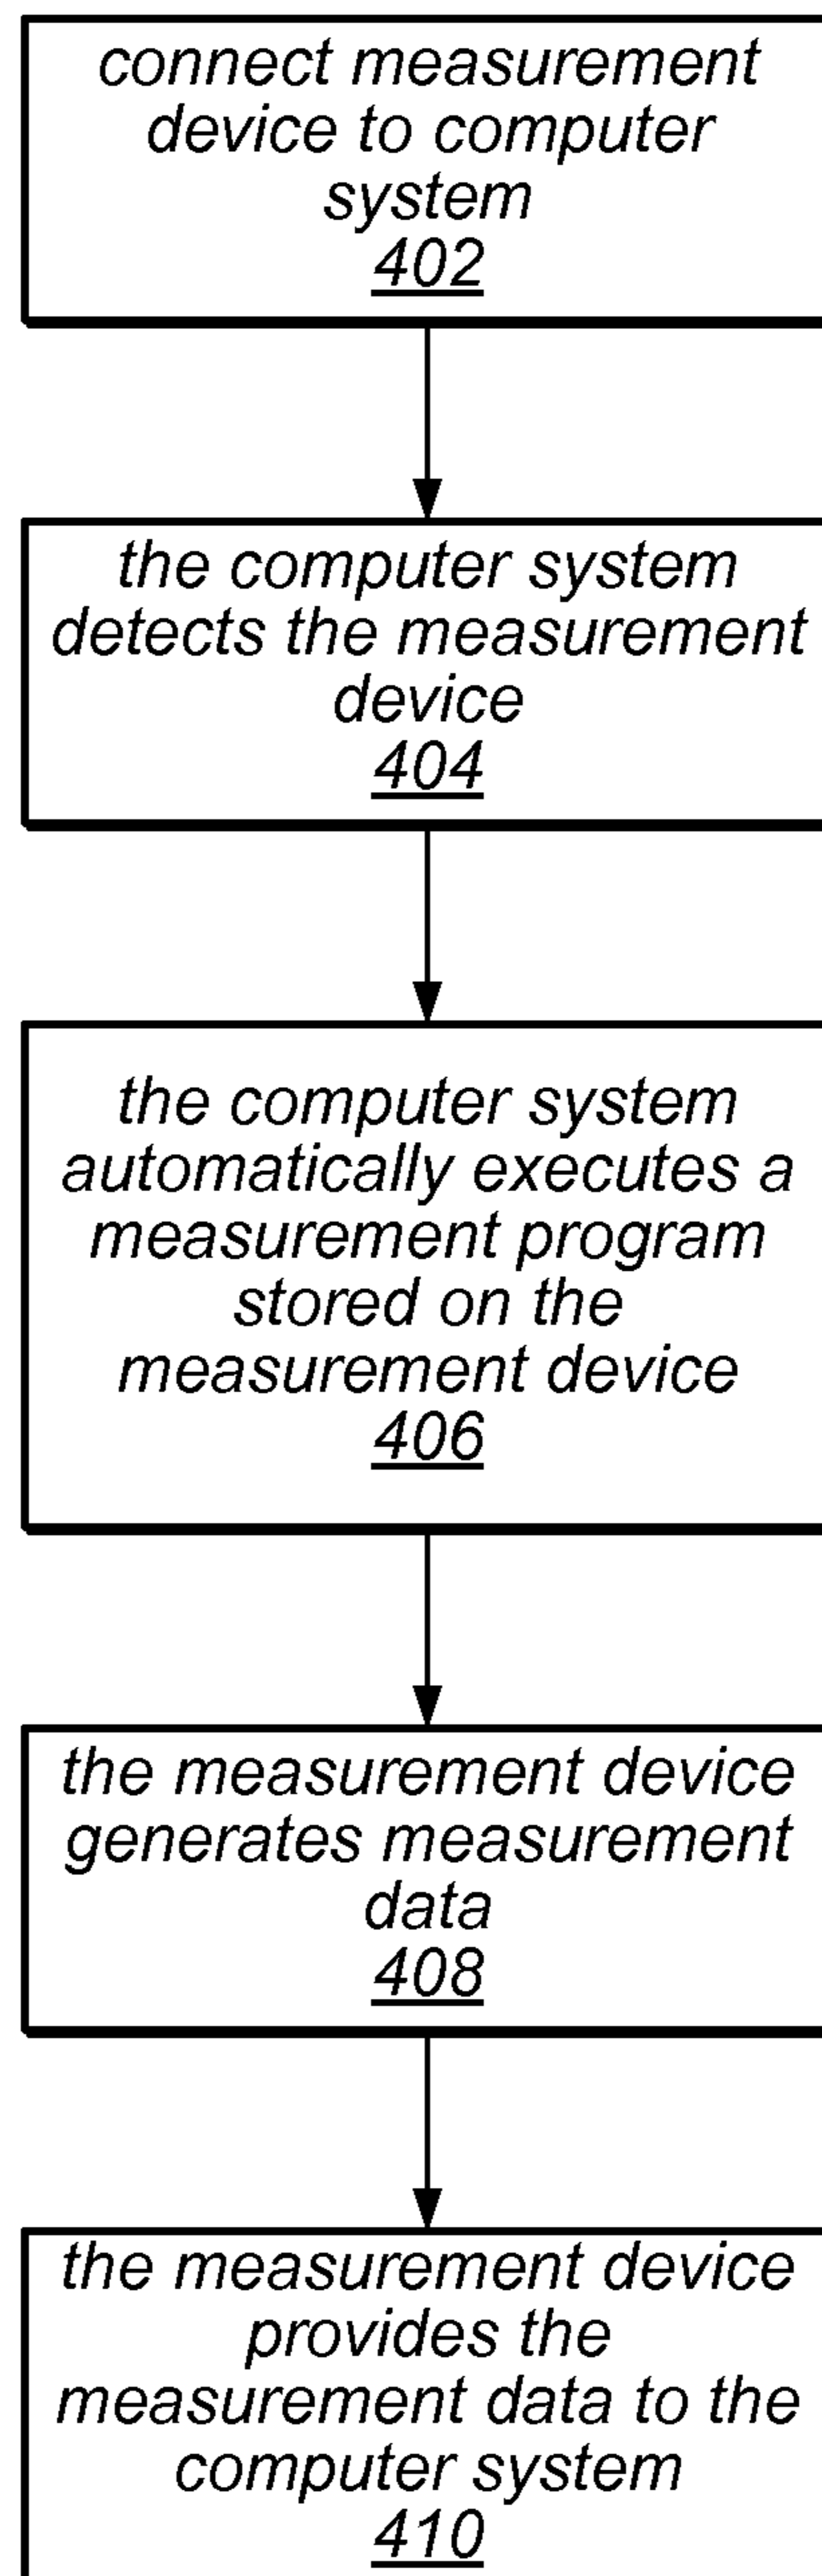 connect measurement
device to computer
system
402
the computer system
detects the measurement
device
404
the computer system
automatically executes a
measurement program
stored on the
measurement device
406
the measurement device
generates measurement
data
408
the measurement device
provides the
measurement data to the
computer system
410